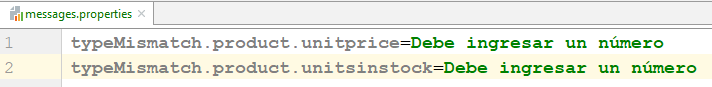 messages.properties
1 typeMismatch.product.unitprice=Debe ingresar un número
2 typeMismatch.product.unitsinstock=Debe ingresar un número